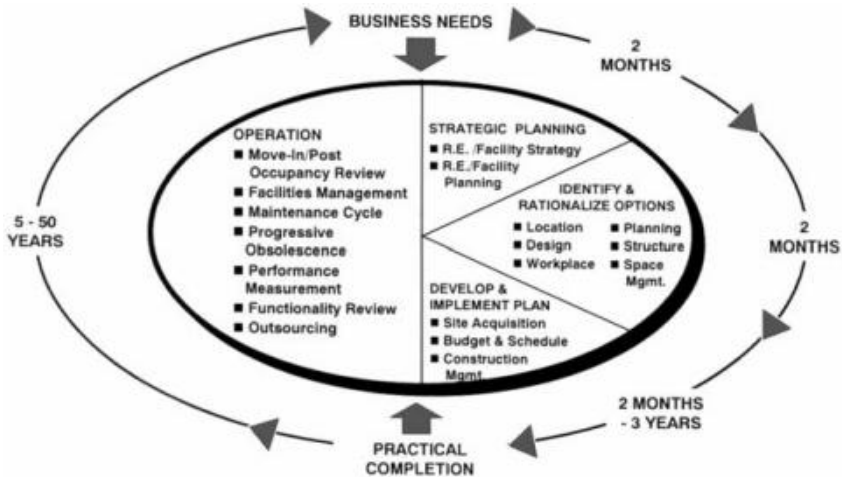 BUSINESS NEEDS
2
MONTHS
OPERATION
■ Move-In/Post
Occupancy Review
■ Facilities Management
■ Maintenance Cycle
■ Progressive
Obsolescence
■ Performance
Measurement
■ Functionality Review
■ Outsourcing
STRATEGIC PLANNING
■ R.E. /Facility Strategy
■ R.E./Facility
Planning
IDENTIFY &
RATIONALIZE OPTIONS
■ Location
■ Design
■ Workplace
■ Planning
■ Structure
■ Space
Mgmt.
DEVELOP &
IMPLEMENT PLAN
■ Site Acquisition
■ Budget & Schedule
■ Construction
Mgmt.
5 - 50
YEARS
2
MONTHS
2 MONTHS
- 3 YEARS
PRACTICAL
COMPLETION